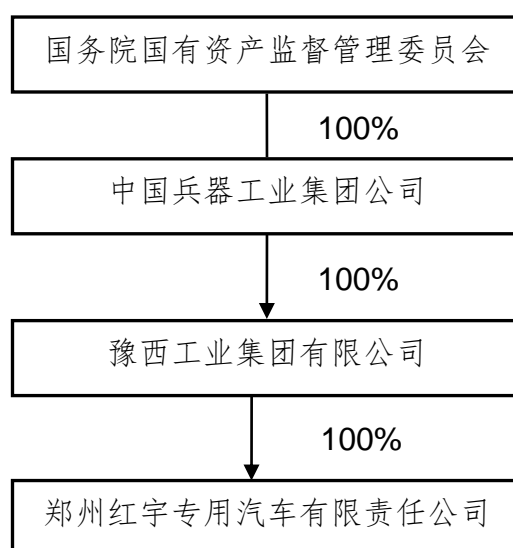 国务院国有资产监督管理委员会
100%
中国兵器工业集团公司
100%
豫西工业集团有限公司
100%
郑州红宇专用汽车有限责任公司